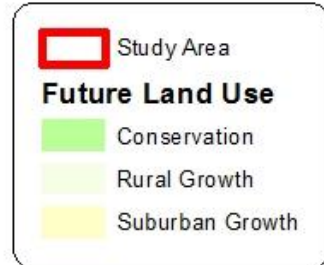 Study Area
Future Land Use
Conservation
Rural Growth
Suburban Growth